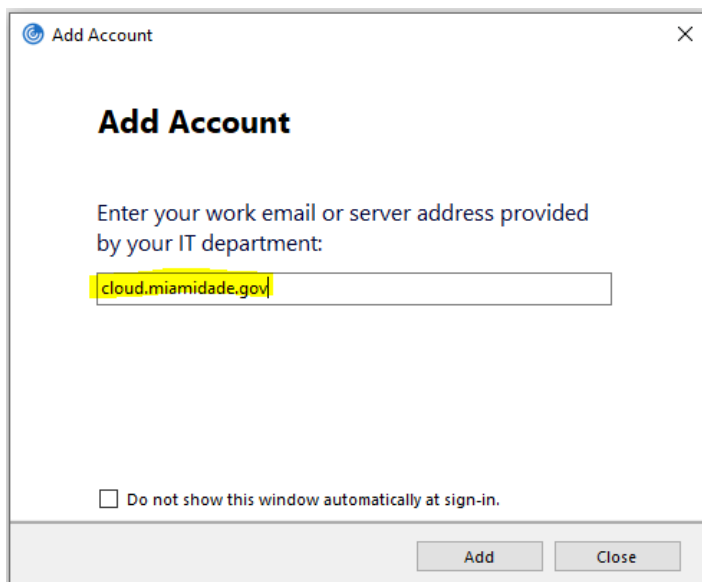 Add Account
Add Account
Enter your work email or server address provided
by your IT department:
cloud.miamidade.gov
Do not show this window automatically at sign-in.
Add Close